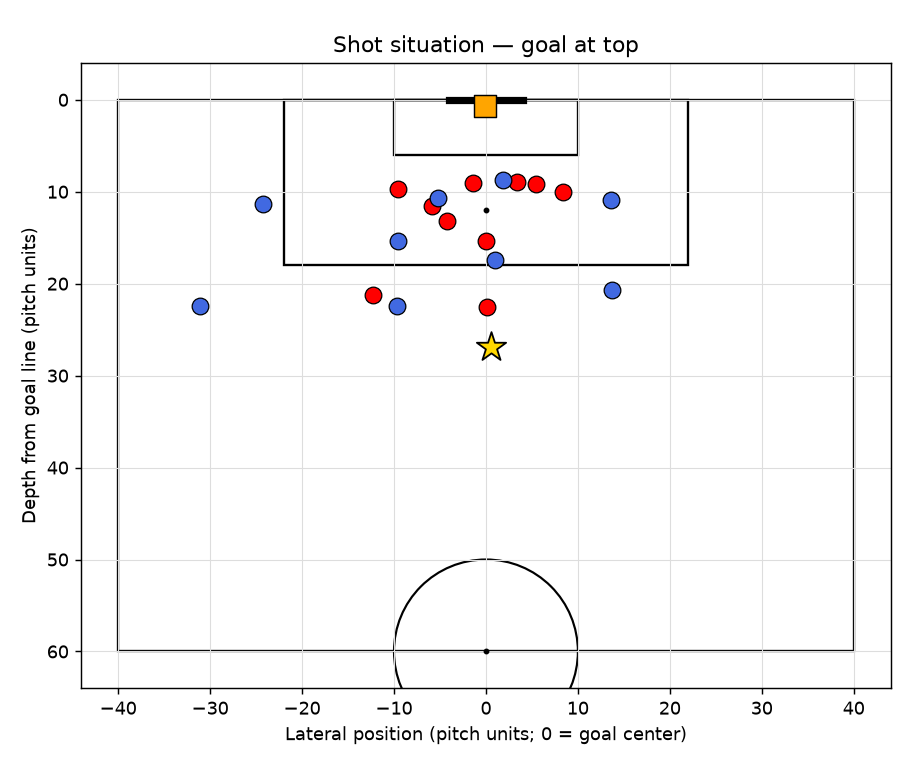 Shot situation — goal at top
0
10
20
30
40
50
60
Depth from goal line (pitch units)
−40 −30 −20 −10 0 10 20 30 40
Lateral position (pitch units; 0 = goal center)